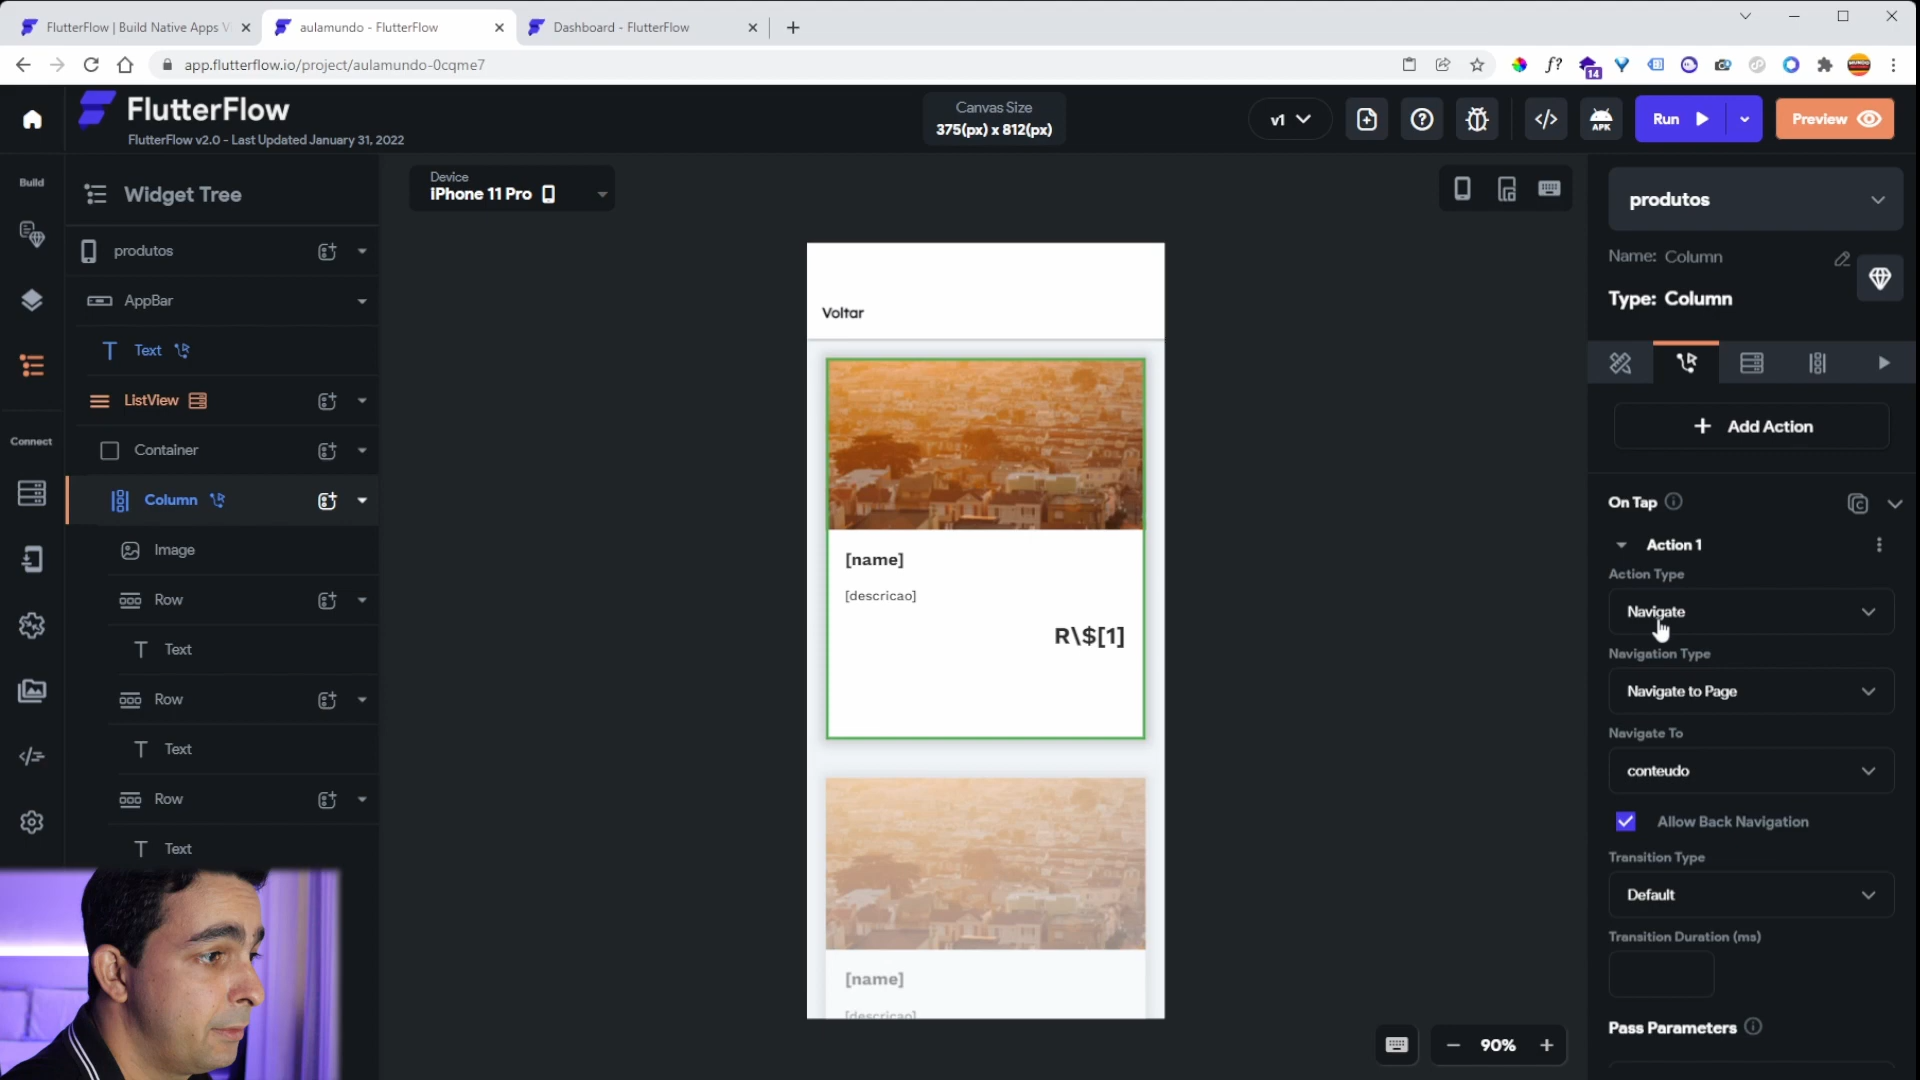 FlutterFlow | Build Native Apps V
aulamundo - FlutterFlow
Dashboard - FlutterFlow
app.flutterflow.io/project/aulamundo-0cqme7
f?
14
FlutterFlow
FlutterFlow v2.0 - Last Updated January 31, 2022
Canvas Size
375(px) x 812(px)
v1
APK
Run
Preview
Build
Connect
Widget Tree
produtos
AppBar
Text
ListView
Container
Column
Image
Row
Text
Row
Text
Row
Text
Device
iPhone 11 Pro
Voltar
[name]
[descricao]
R\$[1]
[name]
[descricao]
90%
produtos
Name: Column
Type: Column
Add Action
On Tap
Action 1
Action Type
Navigate
Navigation Type
Navigate to Page
Navigate To
conteudo
Allow Back Navigation
Transition Type
Default
Transition Duration (ms)
Pass Parameters